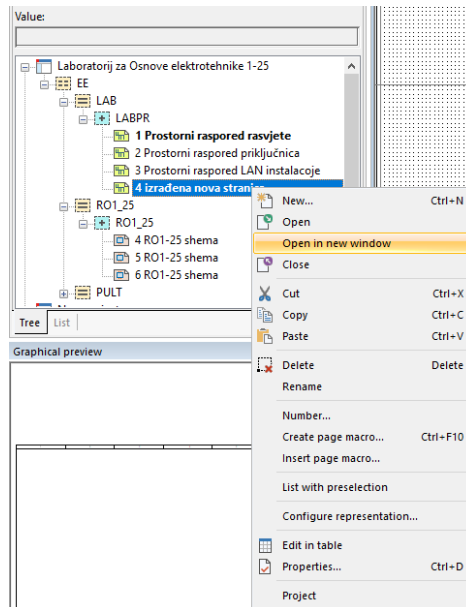 Value:
Laboratorij za Osnove elektrotehnike 1-25
EE
LAB
LABPR
1 Prostorni raspored rasvjete
2 Prostorni raspored priključnica
3 Prostorni raspored LAN instalacoje
4 izrađena nova stranica
RO1_25
RO1_25
4 RO1-25 shema
5 RO1-25 shema
6 RO1-25 shema
PULT
Tree List
Graphical preview
New... Ctrl+N
Open
Open in new window
Close
Cut Ctrl+X
Copy Ctrl+C
Paste Ctrl+V
Delete Delete
Rename
Number...
Create page macro... Ctrl+F10
Insert page macro...
List with preselection
Configure representation...
Edit in table
Properties... Ctrl+D
Project